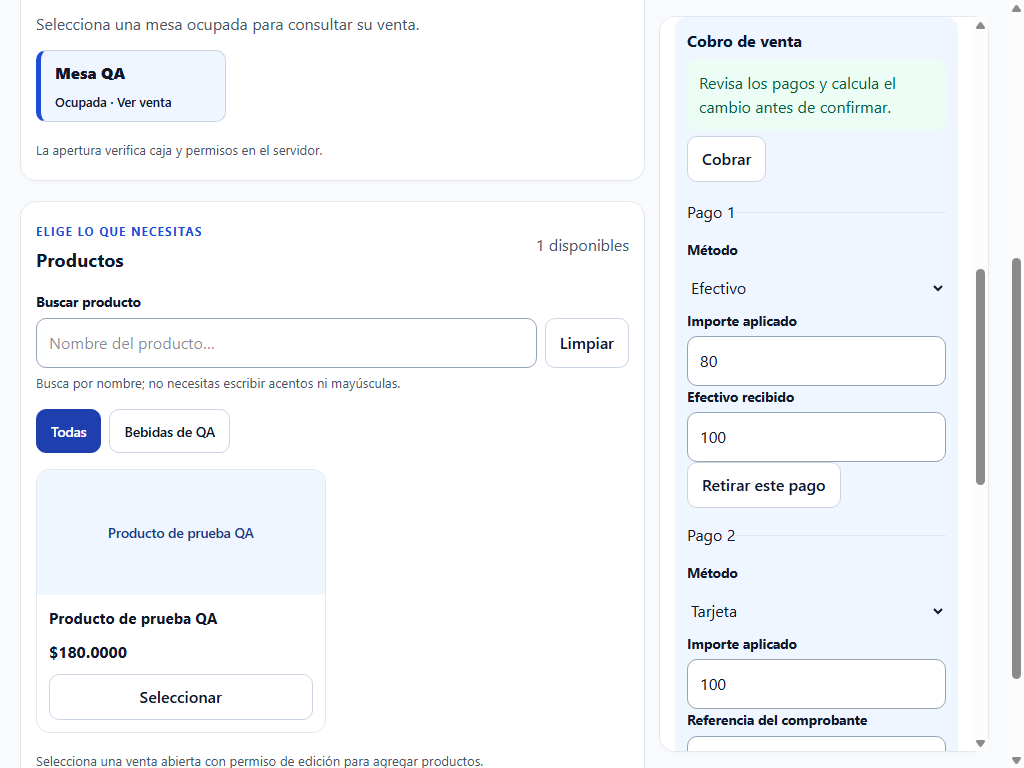 Selecciona una mesa ocupada para consultar su venta.
Mesa QA
Ocupada · Ver venta
La apertura verifica caja y permisos en el servidor.
ELIGE LO QUE NECESITAS
Productos
1 disponibles
Buscar producto
Nombre del producto...
Limpiar
Busca por nombre; no necesitas escribir acentos ni mayúsculas.
Todas
Bebidas de QA
Producto de prueba QA
Producto de prueba QA
$180.0000
Seleccionar
Selecciona una venta abierta con permiso de edición para agregar productos.
Cobro de venta
Revisa los pagos y calcula el
cambio antes de confirmar.
Cobrar
Pago 1
Método
Efectivo
Importe aplicado
80
Efectivo recibido
100
Retirar este pago
Pago 2
Método
Tarjeta
Importe aplicado
100
Referencia del comprobante